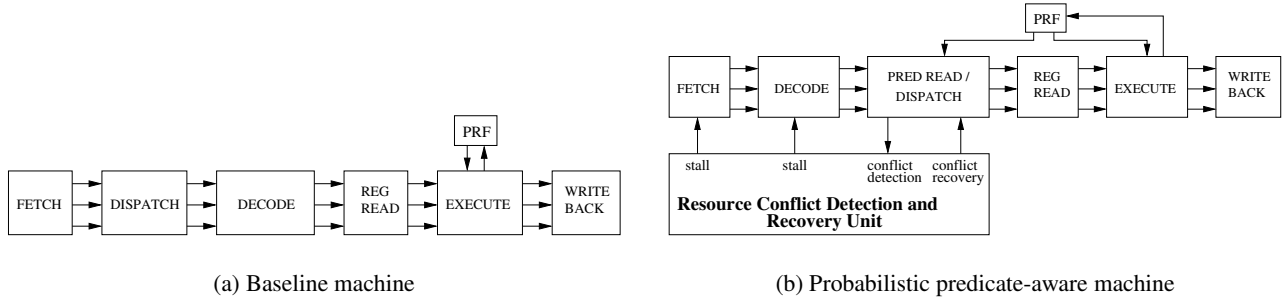 PRF
FETCH
DISPATCH
DECODE
REG
READ
EXECUTE
WRITE
BACK
(a) Baseline machine
PRF
FETCH
DECODE
PRED READ /
DISPATCH
REG
READ
EXECUTE
WRITE
BACK
stall
stall
conflict
detection
conflict
recovery
Resource Conflict Detection and
Recovery Unit
(b) Probabilistic predicate-aware machine